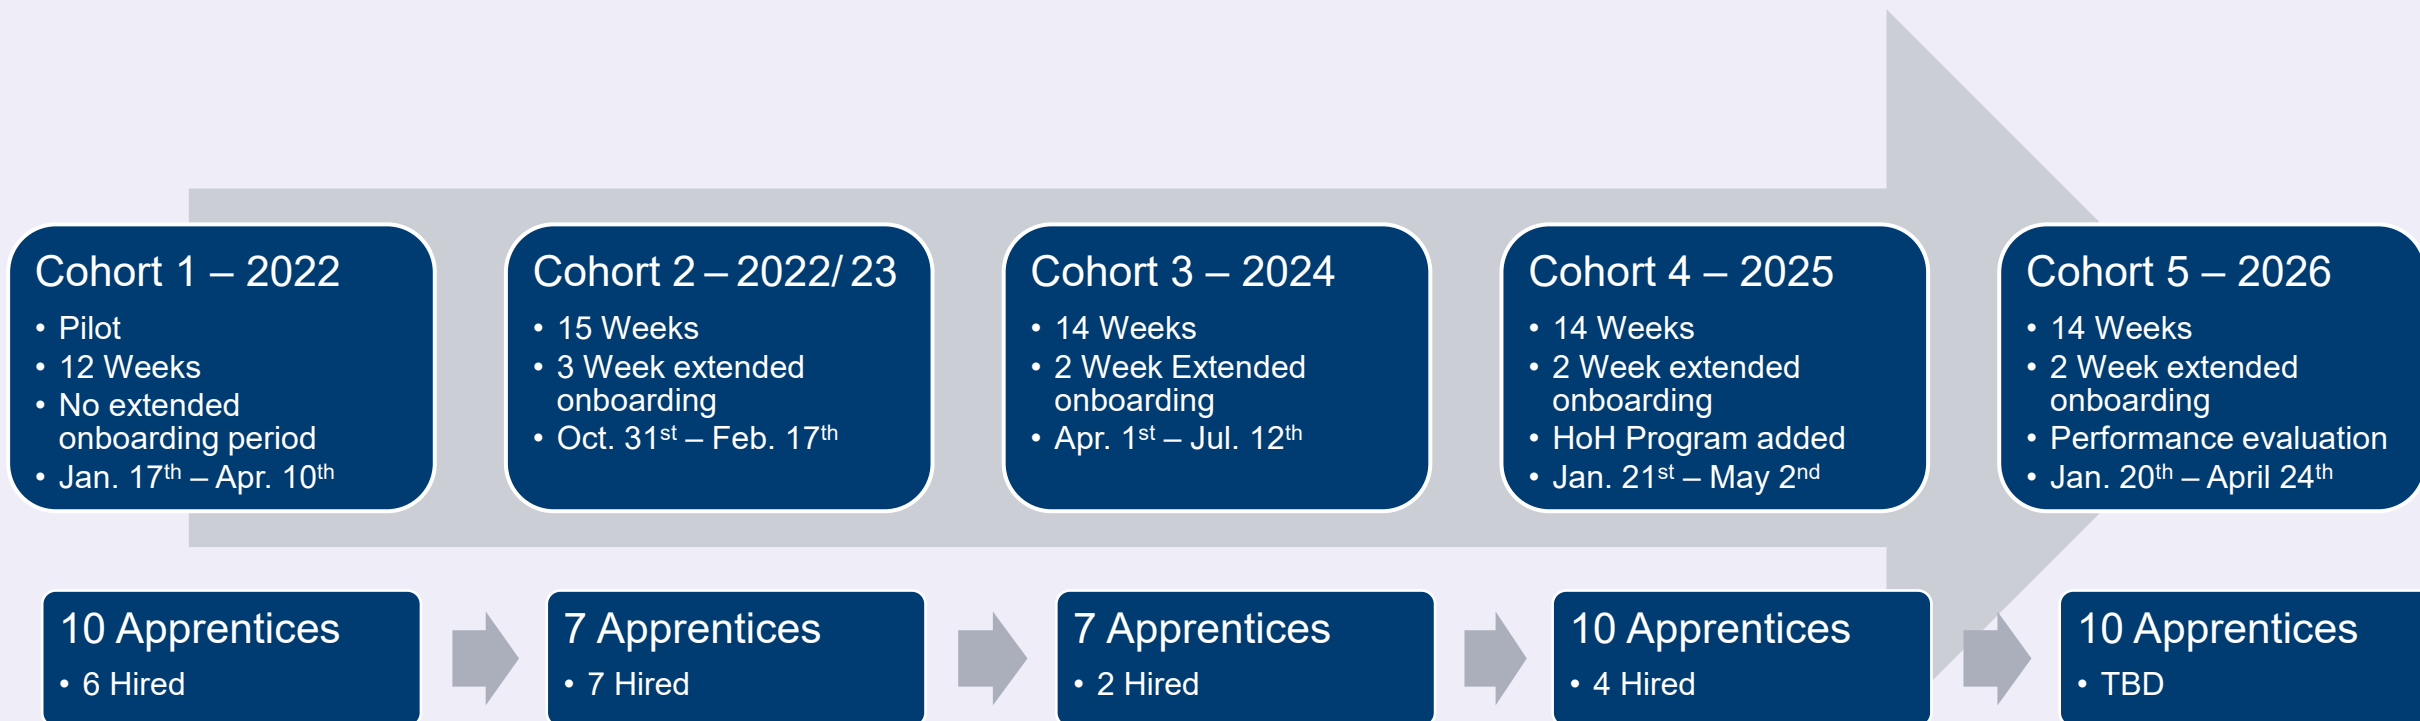 Cohort 1 – 2022
• Pilot
• 12 Weeks
• No extended
onboarding period
• Jan. 17th – Apr. 10th
Cohort 2 – 2022/ 23
• 15 Weeks
• 3 Week extended
onboarding
• Oct. 31st – Feb. 17th
Cohort 3 – 2024
• 14 Weeks
• 2 Week Extended
onboarding
• Apr. 1st – Jul. 12th
Cohort 4 – 2025
• 14 Weeks
• 2 Week extended
onboarding
• HoH Program added
• Jan. 21st – May 2nd
Cohort 5 – 2026
• 14 Weeks
• 2 Week extended
onboarding
• Performance evaluation
• Jan. 20th – April 24th
10 Apprentices
• 6 Hired
7 Apprentices
• 7 Hired
7 Apprentices
• 2 Hired
10 Apprentices
• 4 Hired
10 Apprentices
• TBD